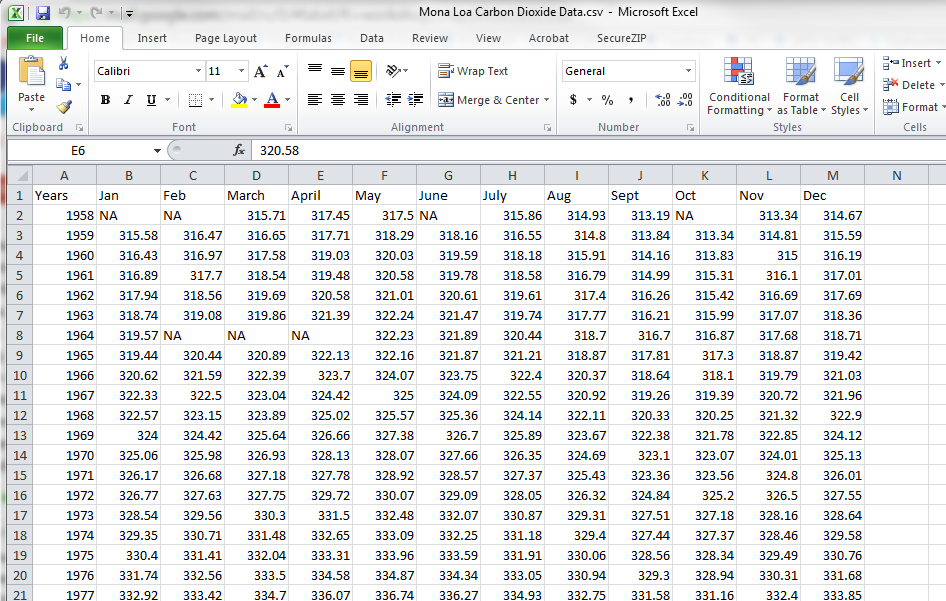 Mona Loa Carbon Dioxide Data.csv - Microsoft Excel
File Home Insert Page Layout Formulas Data Review View Acrobat SecureZIP
Calibri 11 A A Wrap Text General Insert
Paste B I U A Merge & Center $ % , .00 .00 Conditional Formatting Format as Table Cell Styles Delete
Format
Clipboard Font Alignment Number Styles Cells
E6 fx 320.58
A B C D E F G H I J K L M N
1 Years Jan Feb March April May June July Aug Sept Oct Nov Dec
2 1958 NA NA 315.71 317.45 317.5 NA 315.86 314.93 313.19 NA 313.34 314.67
3 1959 315.58 316.47 316.65 317.71 318.29 318.16 316.55 314.8 313.84 313.34 314.81 315.59
4 1960 316.43 316.97 317.58 319.03 320.03 319.59 318.18 315.91 314.16 313.83 315 316.19
5 1961 316.89 317.7 318.54 319.48 320.58 319.78 318.58 316.79 314.99 315.31 316.1 317.01
6 1962 317.94 318.56 319.69 320.58 321.01 320.61 319.61 317.4 316.26 315.42 316.69 317.69
7 1963 318.74 319.08 319.86 321.39 322.24 321.47 319.74 317.77 316.21 315.99 317.07 318.36
8 1964 319.57 NA NA NA 322.23 321.89 320.44 318.7 316.7 316.87 317.68 318.71
9 1965 319.44 320.44 320.89 322.13 322.16 321.87 321.21 318.87 317.81 317.3 318.87 319.42
10 1966 320.62 321.59 322.39 323.7 324.07 323.75 322.4 320.37 318.64 318.1 319.79 321.03
11 1967 322.33 322.5 323.04 324.42 325 324.09 322.55 320.92 319.26 319.39 320.72 321.96
12 1968 322.57 323.15 323.89 325.02 325.57 325.36 324.14 322.11 320.33 320.25 321.32 322.9
13 1969 324 324.42 325.64 326.66 327.38 326.7 325.89 323.67 322.38 321.78 322.85 324.12
14 1970 325.06 325.98 326.93 328.13 328.07 327.66 326.35 324.69 323.1 323.07 324.01 325.13
15 1971 326.17 326.68 327.18 327.78 328.92 328.57 327.37 325.43 323.36 323.56 324.8 326.01
16 1972 326.77 327.63 327.75 329.72 330.07 329.09 328.05 326.32 324.84 325.2 326.5 327.55
17 1973 328.54 329.56 330.3 331.5 332.48 332.07 330.87 329.31 327.51 327.18 328.16 328.64
18 1974 329.35 330.71 331.48 332.65 333.09 332.25 331.18 329.4 327.44 327.37 328.46 329.58
19 1975 330.4 331.41 332.04 333.31 333.96 333.59 331.91 330.06 328.56 328.34 329.49 330.76
20 1976 331.74 332.56 333.5 334.58 334.87 334.34 333.05 330.94 329.3 328.94 330.31 331.68
21 1977 332.92 333.42 334.7 336.07 336.74 336.27 334.93 332.75 331.58 331.16 332.4 333.85